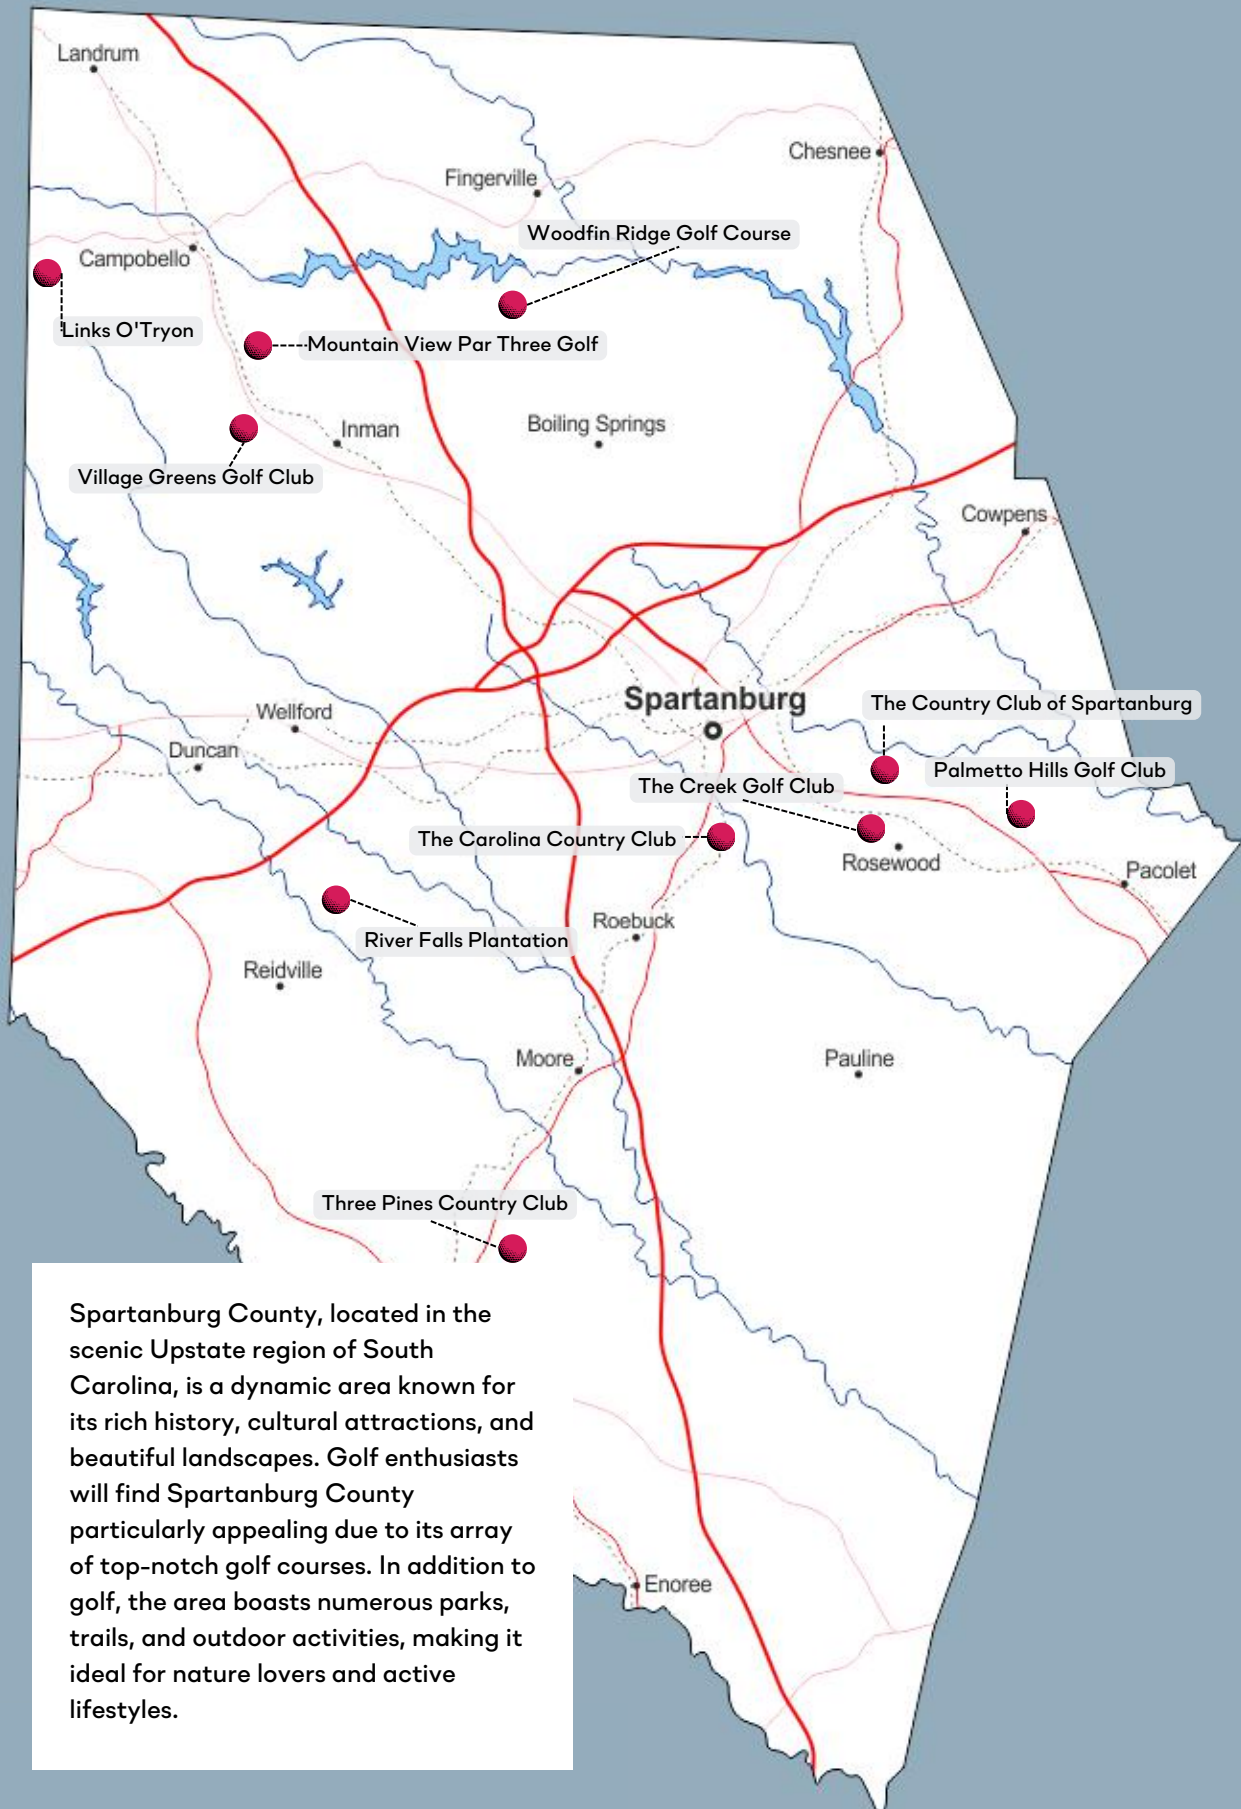 Landrum
Chesnee
Fingerville
Woodfin Ridge Golf Course
Campobello
Links O'Tryon
Mountain View Par Three Golf
Boiling Springs
Inman
Village Greens Golf Club
Cowpens
Spartanburg
The Country Club of Spartanburg
Wellford
Duncan
Palmetto Hills Golf Club
The Creek Golf Club
The Carolina Country Club
Rosewood
Pacolet
Roebuck
River Falls Plantation
Reidville
Moore
Pauline
Three Pines Country Club
Spartanburg County, located in the
scenic Upstate region of South
Carolina, is a dynamic area known for
its rich history, cultural attractions, and
beautiful landscapes. Golf enthusiasts
will find Spartanburg County
particularly appealing due to its array
of top-notch golf courses. In addition to
golf, the area boasts numerous parks,
trails, and outdoor activities, making it
ideal for nature lovers and active
lifestyles.
Enoree